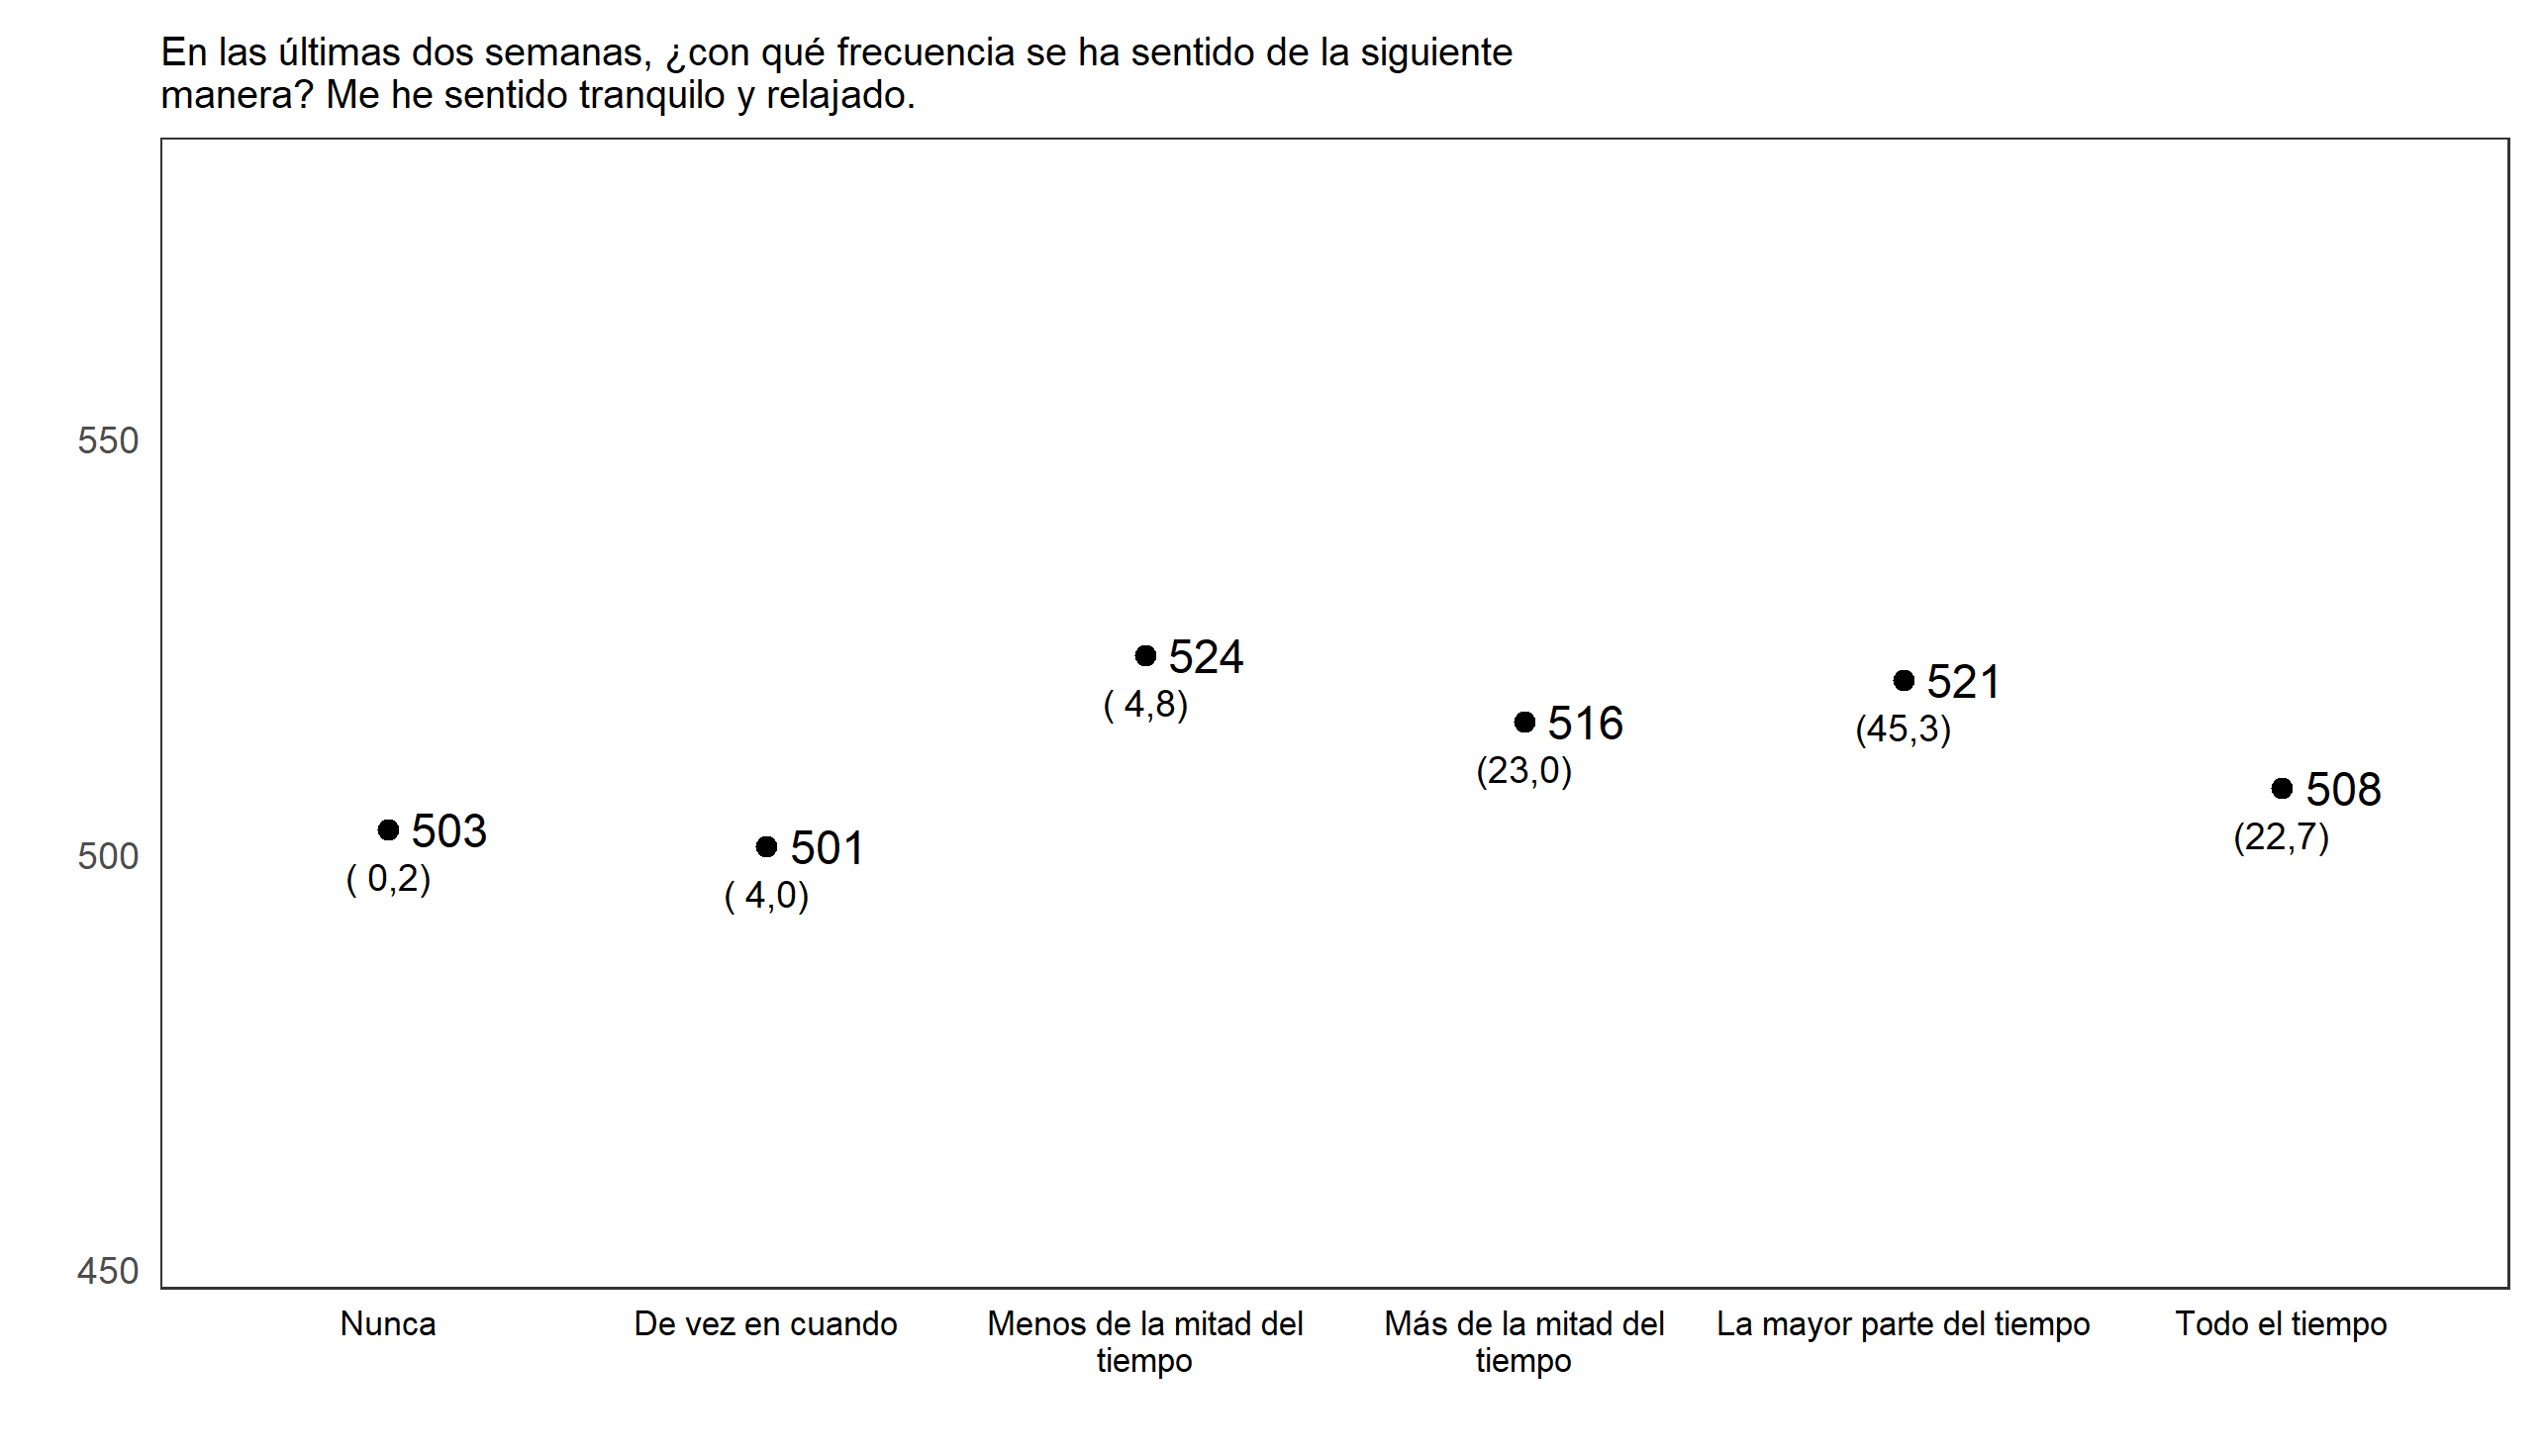 En las últimas dos semanas, ¿con qué frecuencia se ha sentido de la siguiente
manera? Me he sentido tranquilo y relajado.
550
524
( 4,8)
521
(45,3)
516
(23,0)
508
(22,7)
503
( 0,2)
501
( 4,0)
500
450
Nunca
De vez en cuando
Menos de la mitad del
tiempo
Más de la mitad del
tiempo
La mayor parte del tiempo
Todo el tiempo